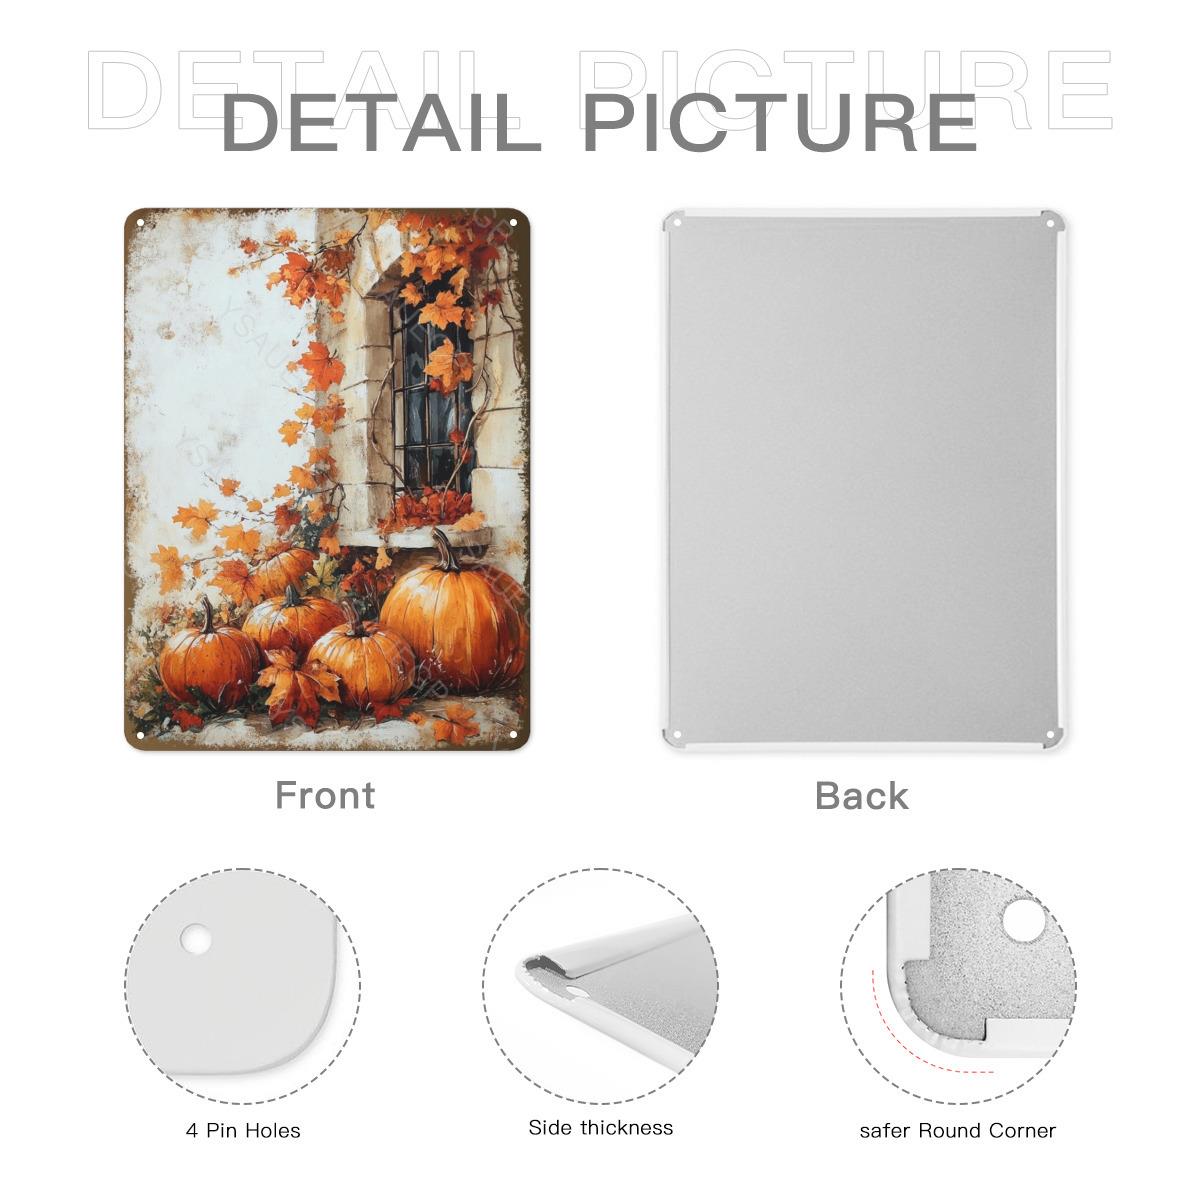 DETAIL PICTURE
DETAIL PICTURE
Front
Back
4 Pin Holes
Side thickness
safer Round Corner